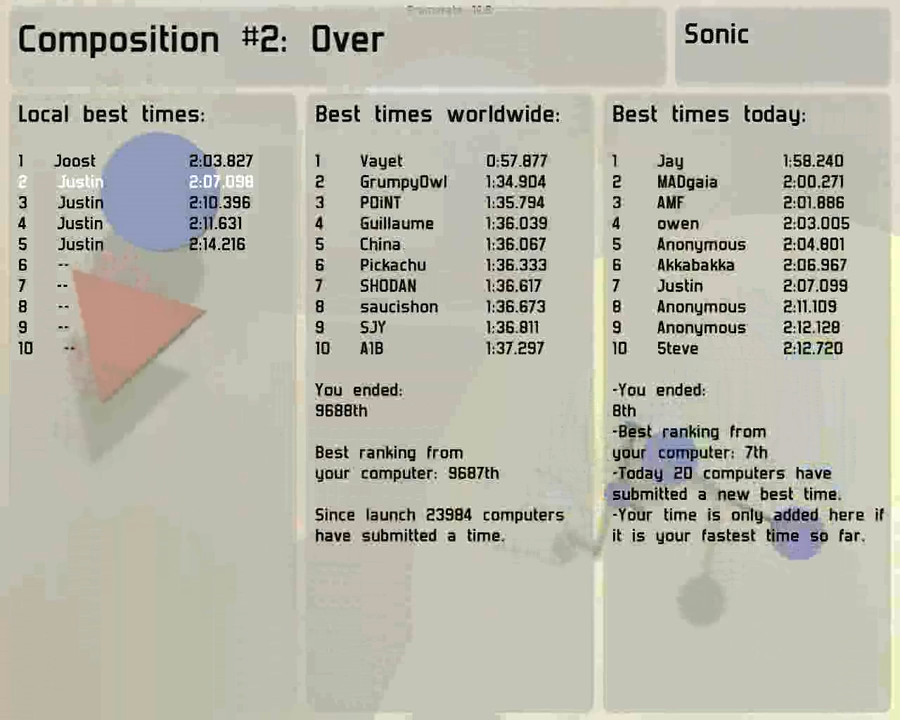 Composition #2: Over
Sonic
Local best times:
1 Joost 2:03.827
2 Justin 2:07.098
3 Justin 2:10.396
4 Justin 2:11.631
5 Justin 2:14.216
6 --
7 --
8 --
9 --
10 --
Best times worldwide:
1 Vayet 0:57.877
2 GrumpyOwl 1:34.904
3 POiNT 1:35.794
4 Guillaume 1:36.039
5 China 1:36.067
6 Pickachu 1:36.333
7 SHODAN 1:36.617
8 saucishon 1:36.673
9 SJY 1:36.811
10 A1B 1:37.297
You ended:
9688th
Best ranking from
your computer: 9687th
Since launch 23984 computers
have submitted a time.
Best times today:
1 Jay 1:58.240
2 MADgaia 2:00.271
3 AMF 2:01.886
4 owen 2:03.005
5 Anonymous 2:04.801
6 Akkabakka 2:06.967
7 Justin 2:07.099
8 Anonymous 2:11.109
9 Anonymous 2:12.128
10 Steve 2:12.720
-You ended:
8th
-Best ranking from
your computer: 7th
-Today 20 computers have
submitted a new best time.
-Your time is only added here if
it is your fastest time so far.